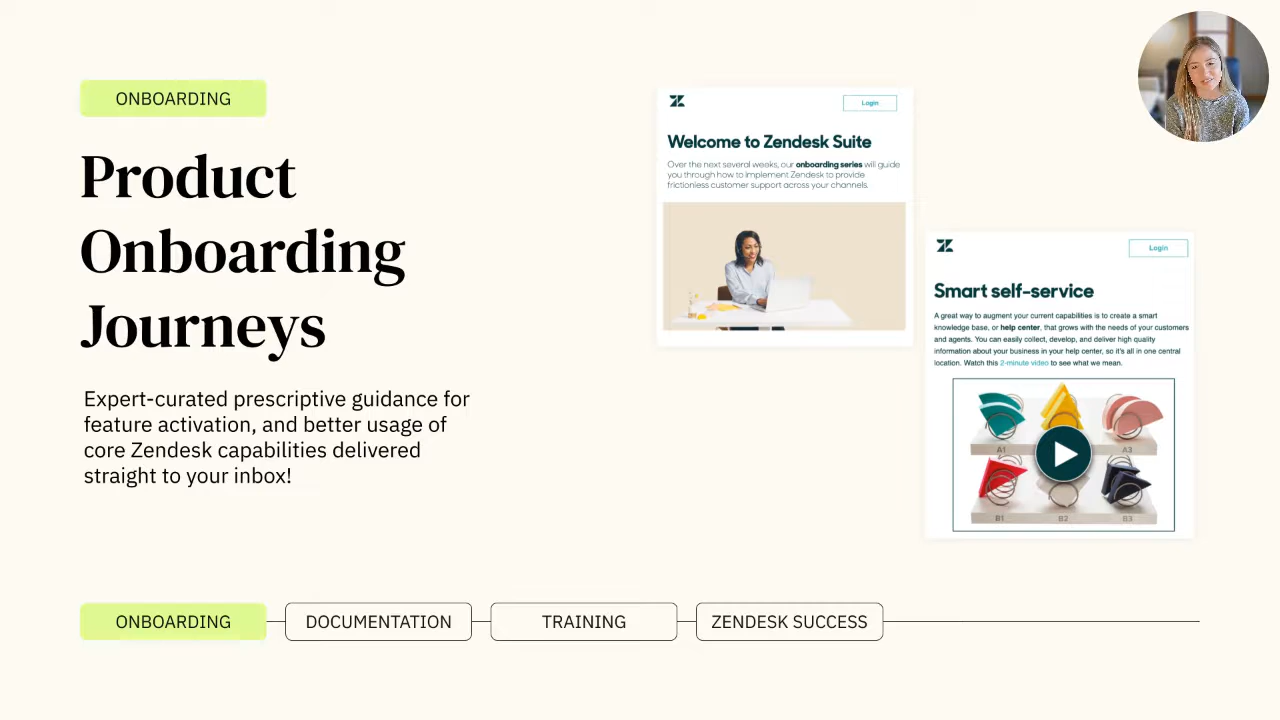 ONBOARDING
Product
Onboarding
Journeys
Expert-curated prescriptive guidance for
feature activation, and better usage of
core Zendesk capabilities delivered
straight to your inbox!
Login
Welcome to Zendesk Suite
Over the next several weeks, our onboarding series will guide
you through how to implement Zendesk to provide
frictionless customer support across your channels.
Login
Smart self-service
A great way to augment your current capabilities is to create a smart
knowledge base, or help center, that grows with the needs of your customers
and agents. You can easily collect, develop, and deliver high quality
information about your business in your help center, so it's all in one central
location. Watch this 2-minute video to see what we mean.
A1 A3
B1 B2 B3
ONBOARDING DOCUMENTATION TRAINING ZENDESK SUCCESS